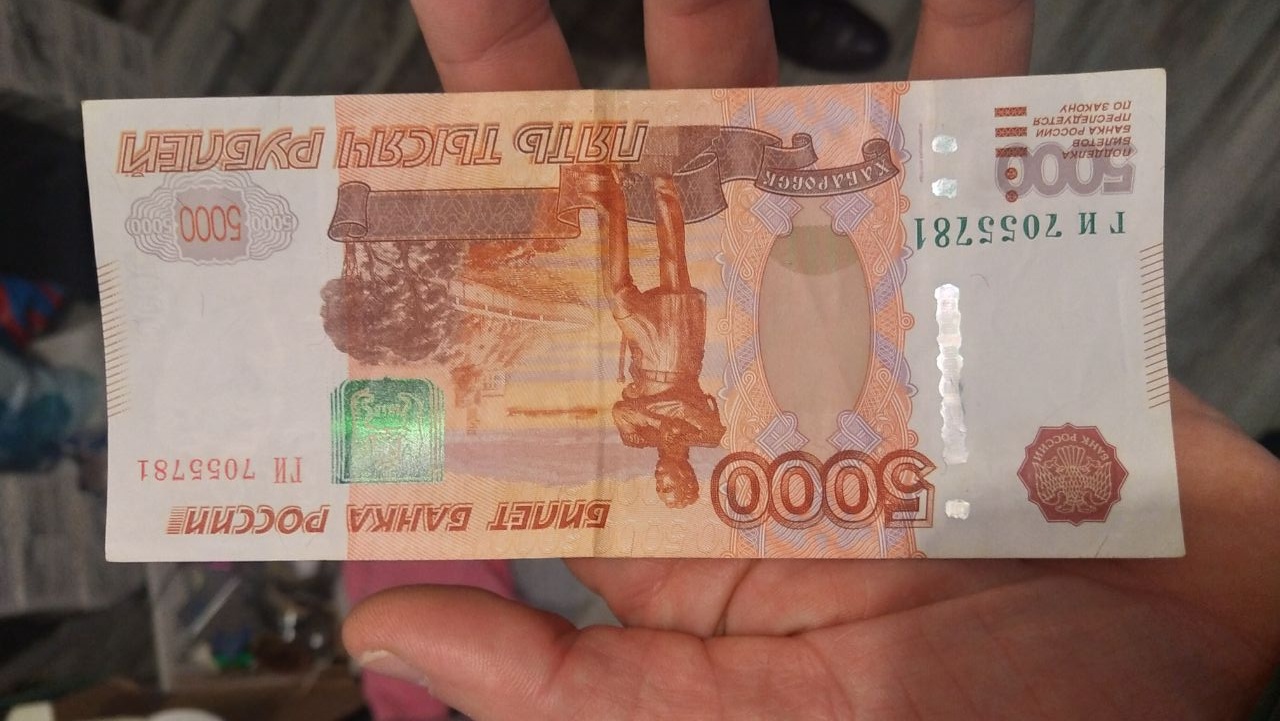 БАНК РОССИИ
5000
БИЛЕТ БАНКА РОССИИ
ГИ 7055781
ГИ 7055781
5000
ПОДДЕЛКА
БИЛЕТОВ
БАНКА РОССИИ
ПРЕСЛЕДУЕТСЯ
ПО ЗАКОНУ
ХАБАРОВСК
5000
ПЯТЬ ТЫСЯЧ РУБЛЕЙ